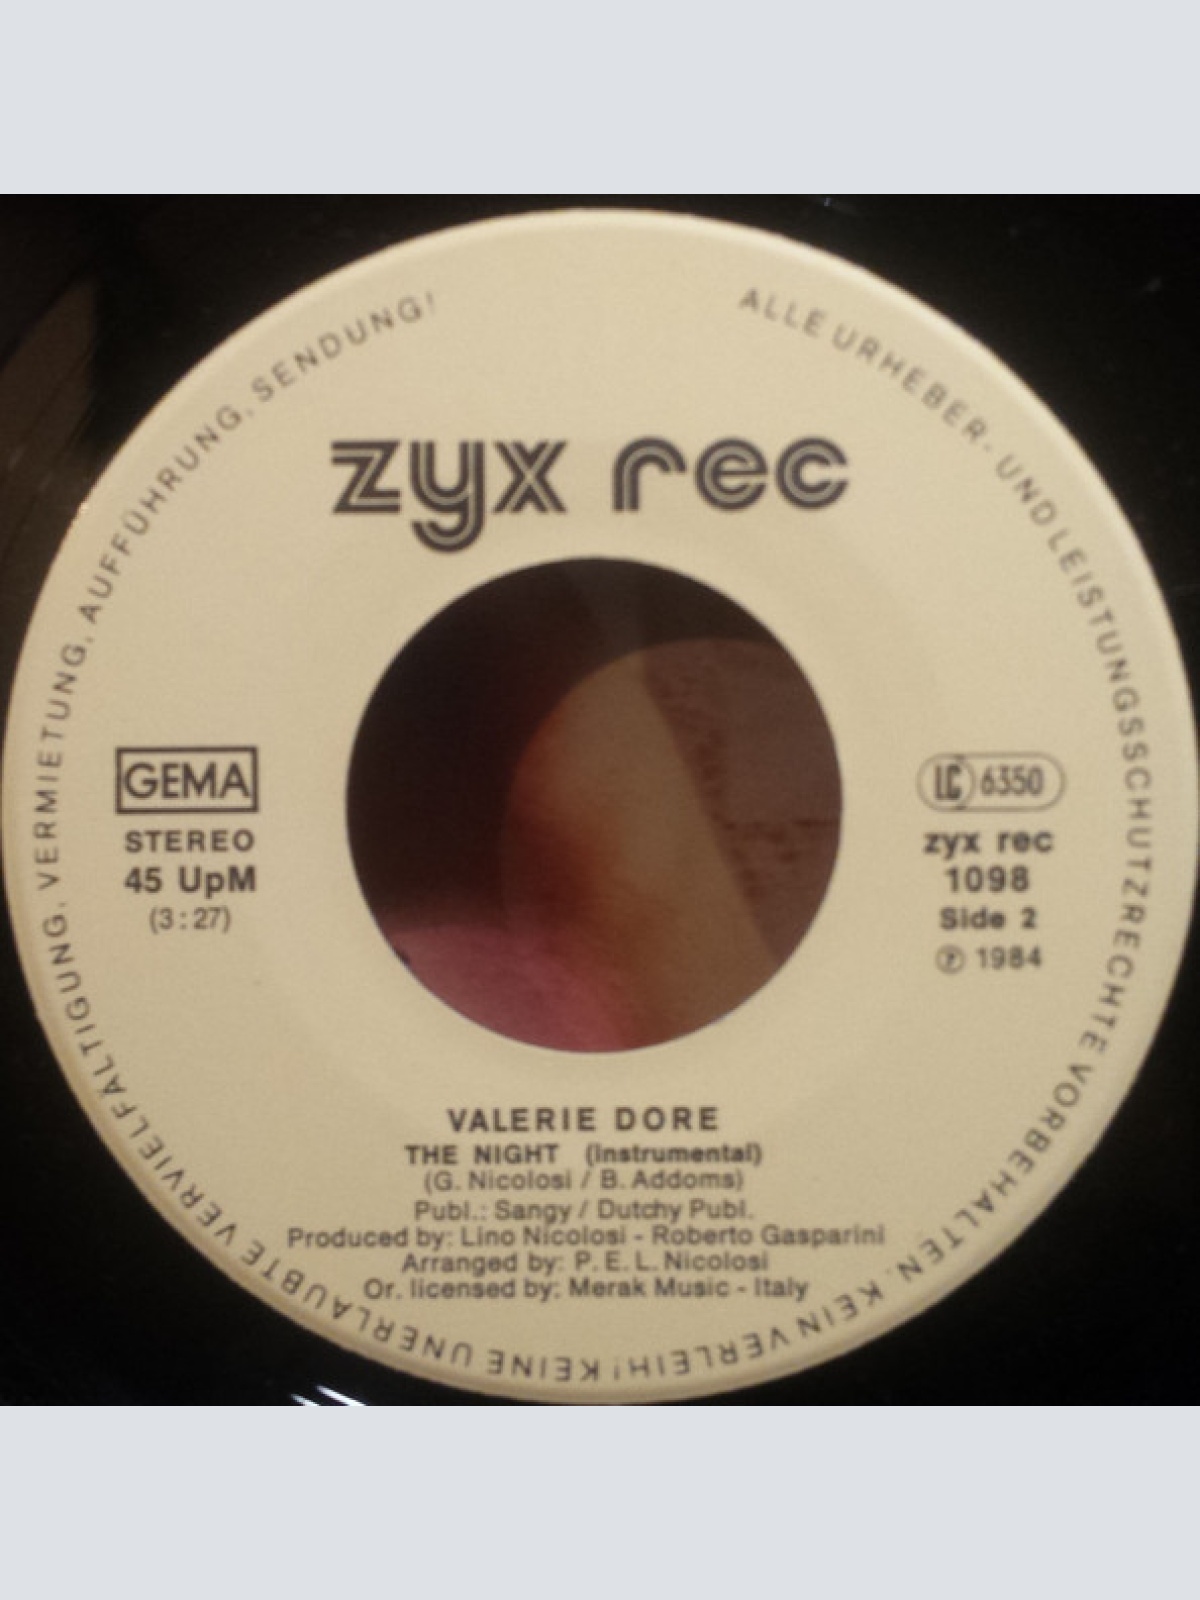 zyx rec
GEMA
STEREO
45 UpM
(3:27)
LC 6350
zyx rec
1098
Side 2
Ⓟ 1984
VALERIE DORE
THE NIGHT (Instrumental)
(G. Nicolosi / B. Addoms)
Publ.: Sangy / Dutchy Publ.
Produced by: Lino Nicolosi - Roberto Gasparini
Arranged by: P. E. L. Nicolosi
Or. licensed by: Merak Music - Italy
ALLE URHEBER- UND LEISTUNGSSCHUTZRECHTE VORBEHALTEN. KEIN VERLEIH! KEINE UNERLAUBTE VERVIELFÄLTIGUNG, VERMIETUNG, AUFFÜHRUNG, SENDUNG!